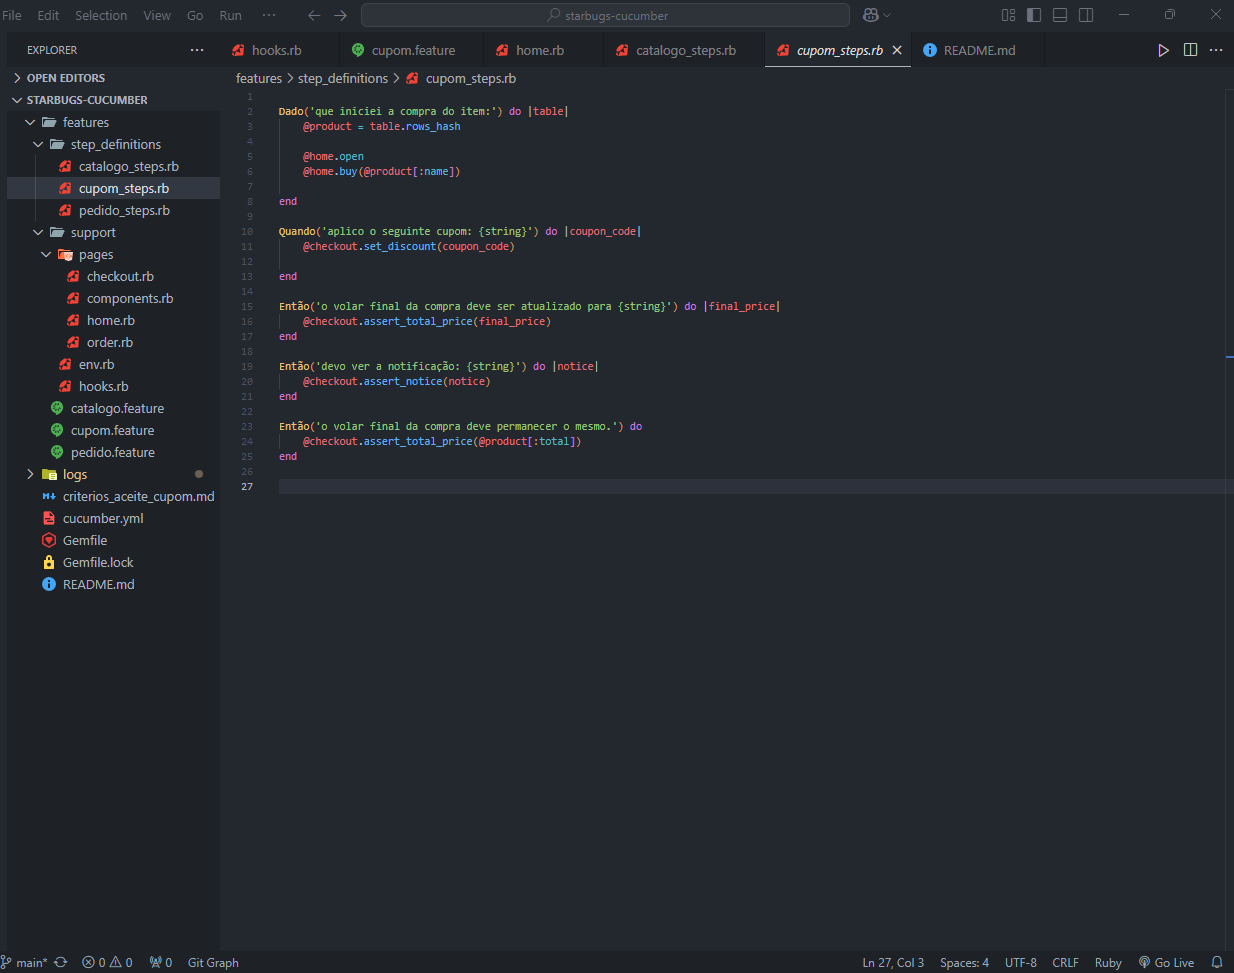 File Edit Selection View Go Run ··· starbugs-cucumber
EXPLORER ···
OPEN EDITORS
STARBUGS-CUCUMBER
features
step_definitions
catalogo_steps.rb
cupom_steps.rb
pedido_steps.rb
support
pages
checkout.rb
components.rb
home.rb
order.rb
env.rb
hooks.rb
catalogo.feature
cupom.feature
pedido.feature
logs
criterios_aceite_cupom.md
cucumber.yml
Gemfile
Gemfile.lock
README.md
hooks.rb cupom.feature home.rb catalogo_steps.rb cupom_steps.rb README.md ···
features > step_definitions > cupom_steps.rb
1
2 Dado('que iniciei a compra do item:') do |table|
3     @product = table.rows_hash
4
5     @home.open
6     @home.buy(@product[:name])
7
8 end
9
10 Quando('aplico o seguinte cupom: {string}') do |coupon_code|
11     @checkout.set_discount(coupon_code)
12
13 end
14
15 Então('o volar final da compra deve ser atualizado para {string}') do |final_price|
16     @checkout.assert_total_price(final_price)
17 end
18
19 Então('devo ver a notificação: {string}') do |notice|
20     @checkout.assert_notice(notice)
21 end
22
23 Então('o volar final da compra deve permanecer o mesmo.') do
24     @checkout.assert_total_price(@product[:total])
25 end
26
27
main* 0 0 0 Git Graph Ln 27, Col 3 Spaces: 4 UTF-8 CRLF Ruby Go Live